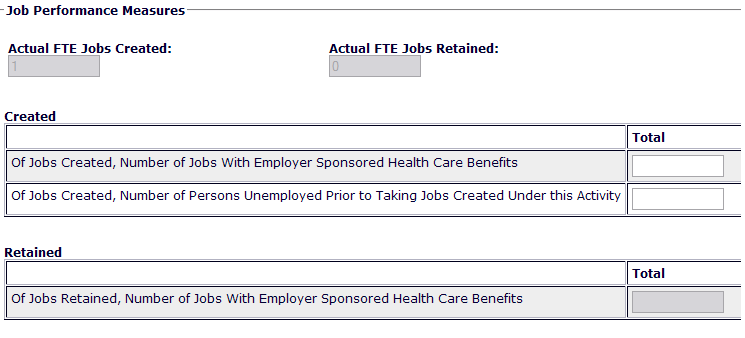 Job Performance Measures
Actual FTE Jobs Created: Actual FTE Jobs Retained:
1 0
Created
Total
Of Jobs Created, Number of Jobs With Employer Sponsored Health Care Benefits
Of Jobs Created, Number of Persons Unemployed Prior to Taking Jobs Created Under this Activity
Retained
Total
Of Jobs Retained, Number of Jobs With Employer Sponsored Health Care Benefits